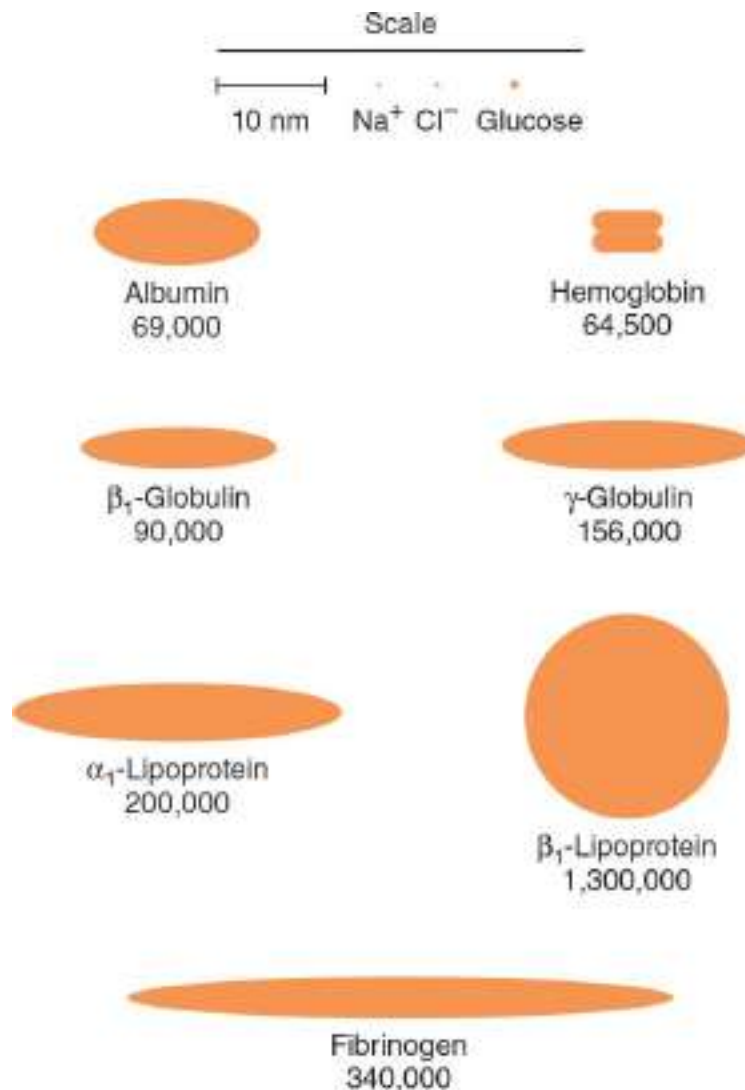 Scale
10 nm Na⁺ Cl⁻ Glucose
Albumin
69,000
Hemoglobin
64,500
β₁-Globulin
90,000
γ-Globulin
156,000
α₁-Lipoprotein
200,000
β₁-Lipoprotein
1,300,000
Fibrinogen
340,000